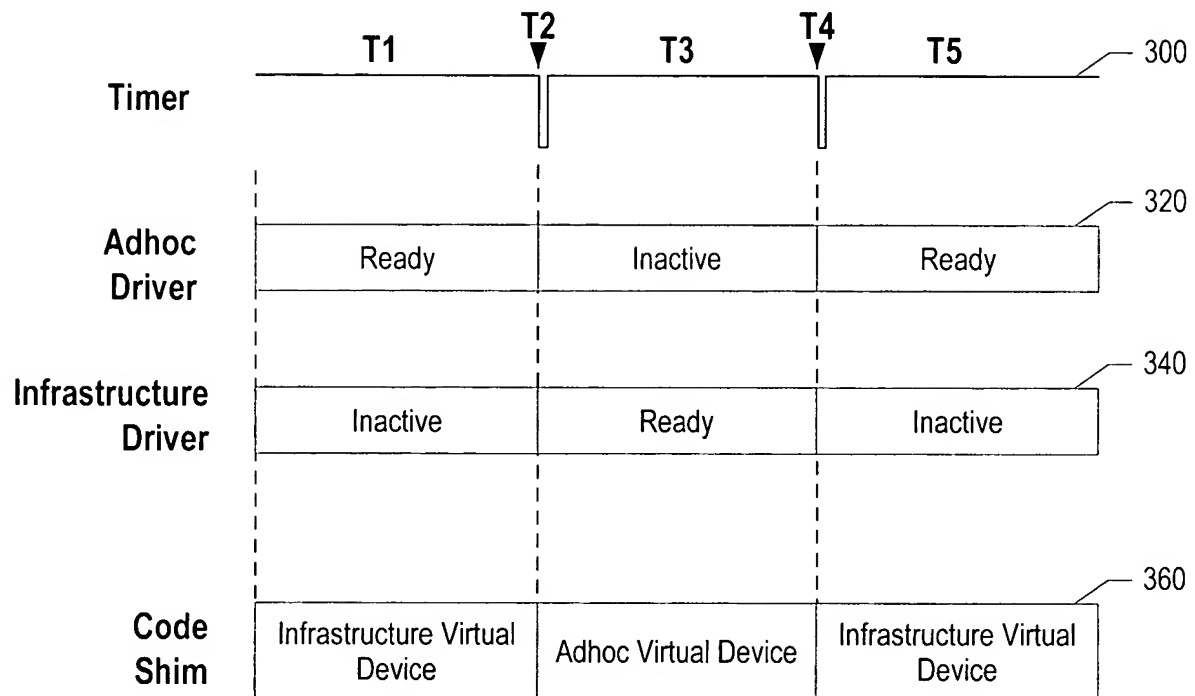 T1
T2
T3
T4
T5
300
Timer
320
Adhoc
Driver
Ready
Inactive
Ready
340
Infrastructure
Driver
Inactive
Ready
Inactive
360
Code
Shim
Infrastructure Virtual
Device
Adhoc Virtual Device
Infrastructure Virtual
Device